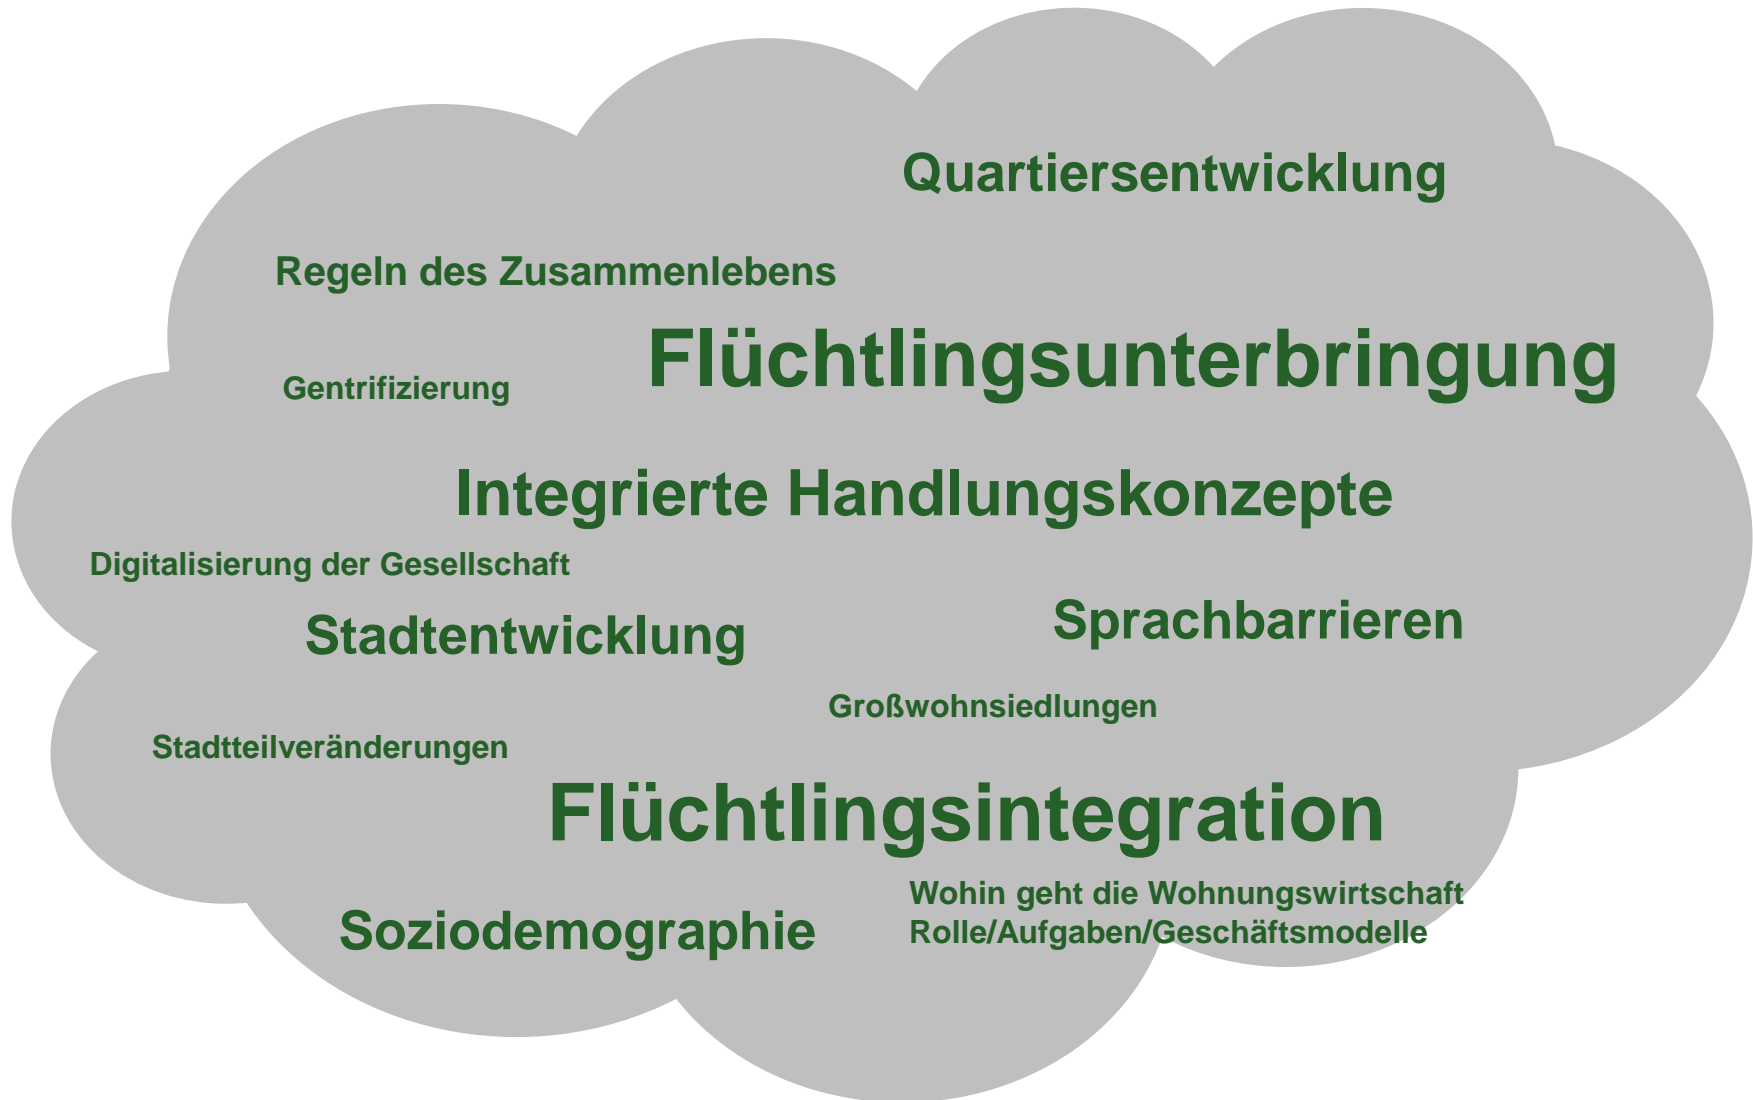 Quartiersentwicklung
Regeln des Zusammenlebens
Flüchtlingsunterbringung
Gentrifizierung
Integrierte Handlungskonzepte
Digitalisierung der Gesellschaft
Sprachbarrieren
Stadtentwicklung
Großwohnsiedlungen
Stadtteilveränderungen
Flüchtlingsintegration
Wohin geht die Wohnungswirtschaft
Rolle/Aufgaben/Geschäftsmodelle
Soziodemographie